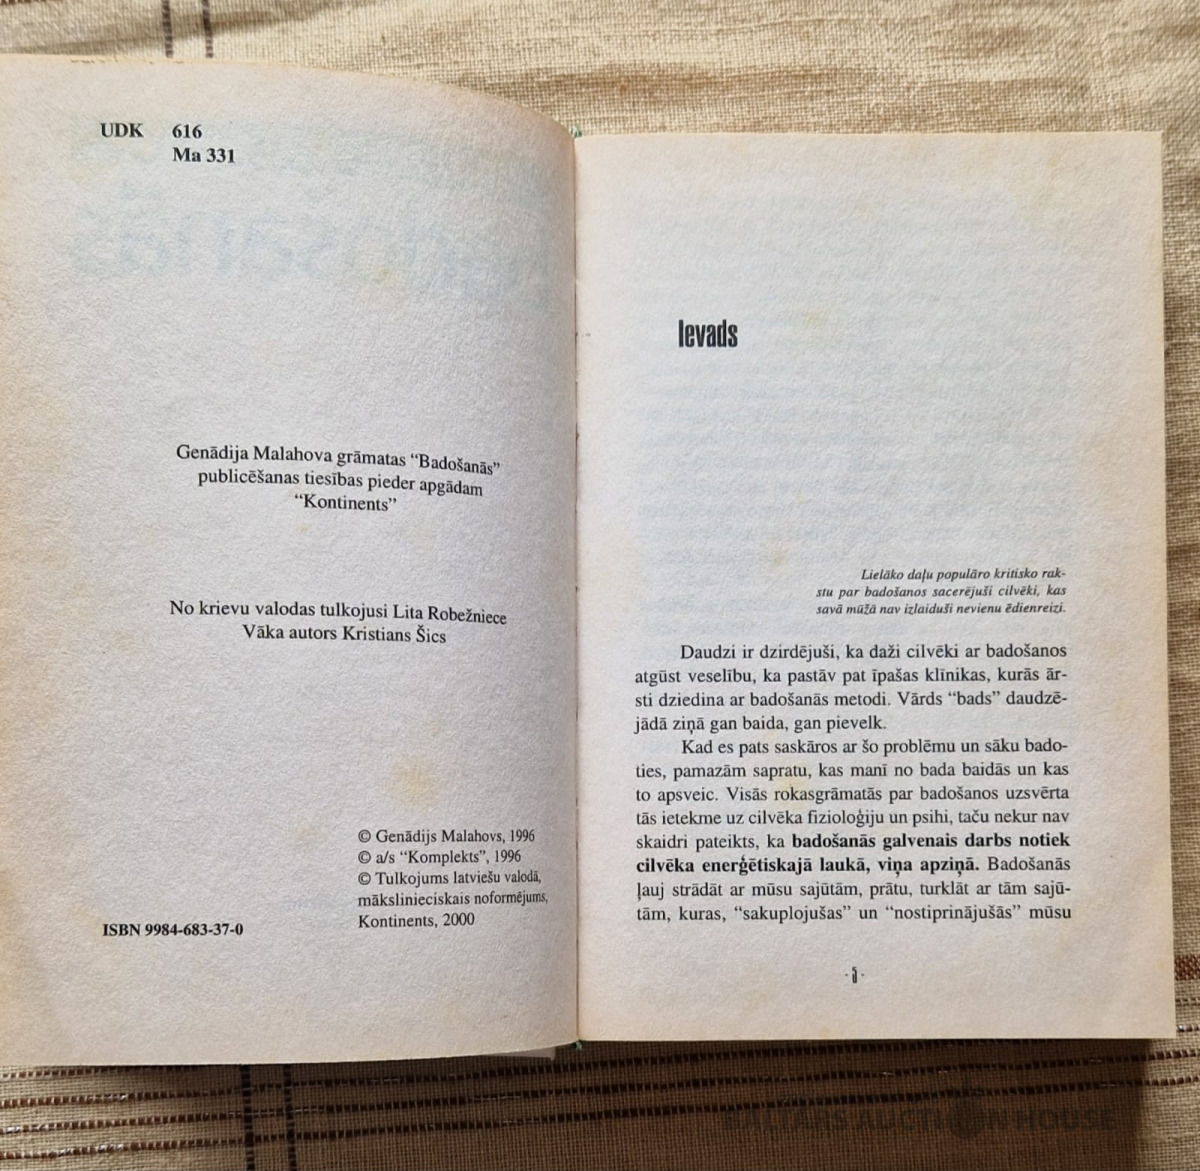 UDK 616
Ma 331
Genādija Malahova grāmatas “Badošanās”
publicēšanas tiesības pieder apgādam
“Kontinents”
No krievu valodas tulkojusi Lita Robežniece
Vāka autors Kristians Šics
© Genādijs Malahovs, 1996
© a/s “Komplekts”, 1996
© Tulkojums latviešu valodā,
mākslinieciskais noformējums,
Kontinents, 2000
ISBN 9984-683-37-0
Ievads
Lielāko daļu populāro kritisko rak-
stu par badošanos sacerējuši cilvēki, kas
savā mūžā nav izlaiduši nevienu ēdienreizi.
Daudzi ir dzirdējuši, ka daži cilvēki ar badošanos
atgūst veselību, ka pastāv pat īpašas klīnikas, kurās ār-
sti dziedina ar badošanās metodi. Vārds “bads” daudzē-
jādā ziņā gan baida, gan pievelk.
Kad es pats saskāros ar šo problēmu un sāku bado-
ties, pamazām sapratu, kas manī no bada baidās un kas
to apsveic. Visās rokasgrāmatās par badošanos uzsvērta
tās ietekme uz cilvēka fizioloģiju un psihi, taču nekur nav
skaidri pateikts, ka badošanās galvenais darbs notiek
cilvēka enerģētiskajā laukā, viņa apziņā. Badošanās
ļauj strādāt ar mūsu sajūtām, prātu, turklāt ar tām sajū-
tām, kuras, “sakuplojušas” un “nostiprinājušās” mūsu
· 5 ·
BALTARS AUCTION HOUSE